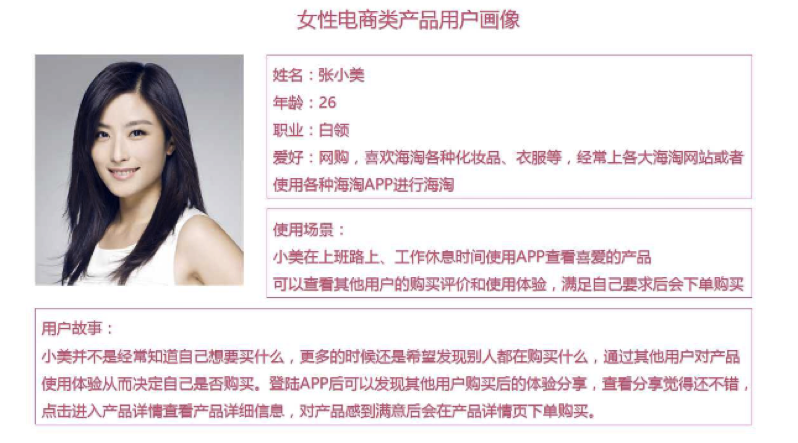 女性电商类产品用户画像
姓名：张小美
年龄：26
职业：白领
爱好：网购，喜欢海淘各种化妆品、衣服等，经常上各大海淘网站或者
使用各种海淘APP进行海淘
使用场景：
小美在上班路上、工作休息时间使用APP查看喜爱的产品
可以查看其他用户的购买评价和使用体验，满足自己要求后会下单购买
用户故事：
小美并不是经常知道自己想要买什么，更多的时候还是希望发现别人都在购买什么，通过其他用户对产品
使用体验从而决定自己是否购买。登陆APP后可以发现其他用户购买后的体验分享，查看分享觉得还不错，
点击进入产品详情查看产品详细信息，对产品感到满意后会在产品详情页下单购买。